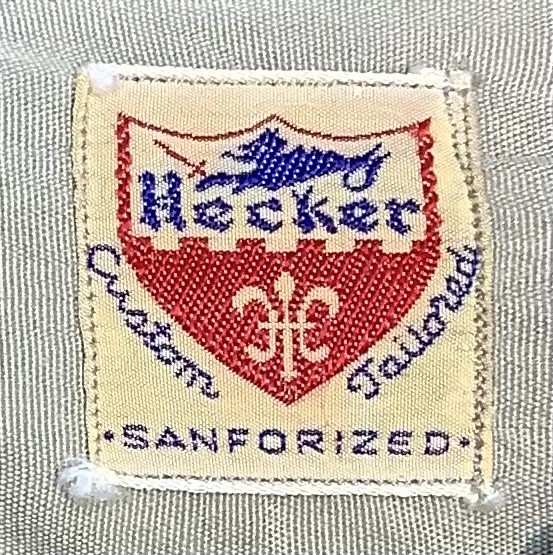 Hecker
Custom Tailored
•SANFORIZED•